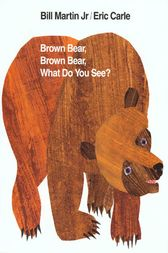 Bill Martin Jr / Eric Carle
Brown Bear,
Brown Bear,
What Do You See?